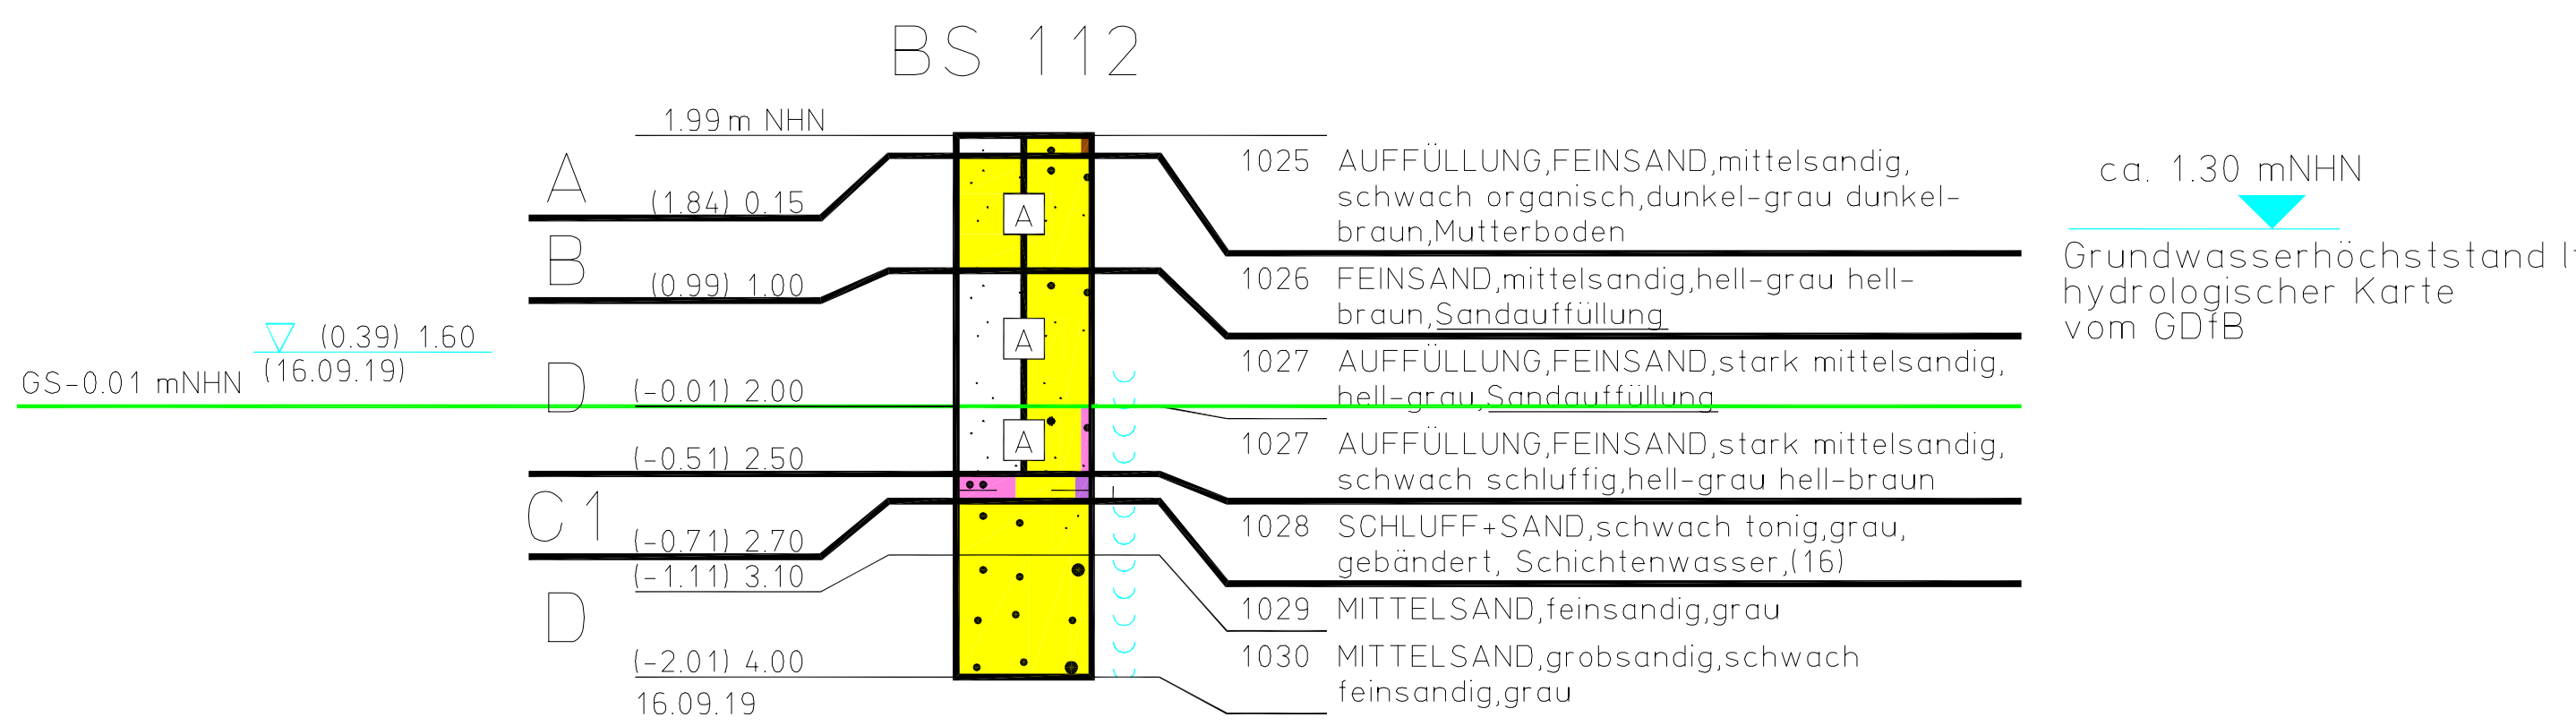 BS 112
1.99 m NHN
A
(1.84) 0.15
B
(0.99) 1.00
(0.39) 1.60
(16.09.19)
GS-0.01 mNHN
D
(-0.01) 2.00
(-0.51) 2.50
C1
(-0.71) 2.70
(-1.11) 3.10
D
(-2.01) 4.00
16.09.19
A
A
A
1025 AUFFÜLLUNG,FEINSAND,mittelsandig,
schwach organisch,dunkel-grau dunkel-
braun,Mutterboden
1026 FEINSAND,mittelsandig,hell-grau hell-
braun,Sandauffüllung
1027 AUFFÜLLUNG,FEINSAND,stark mittelsandig,
hell-grau,Sandauffüllung
1027 AUFFÜLLUNG,FEINSAND,stark mittelsandig,
schwach schluffig,hell-grau hell-braun
1028 SCHLUFF+SAND,schwach tonig,grau,
gebändert, Schichtenwasser,(16)
1029 MITTELSAND,feinsandig,grau
1030 MITTELSAND,grobsandig,schwach
feinsandig,grau
ca. 1.30 mNHN
Grundwasserhöchststand
hydrologischer Karte
vom GDfB